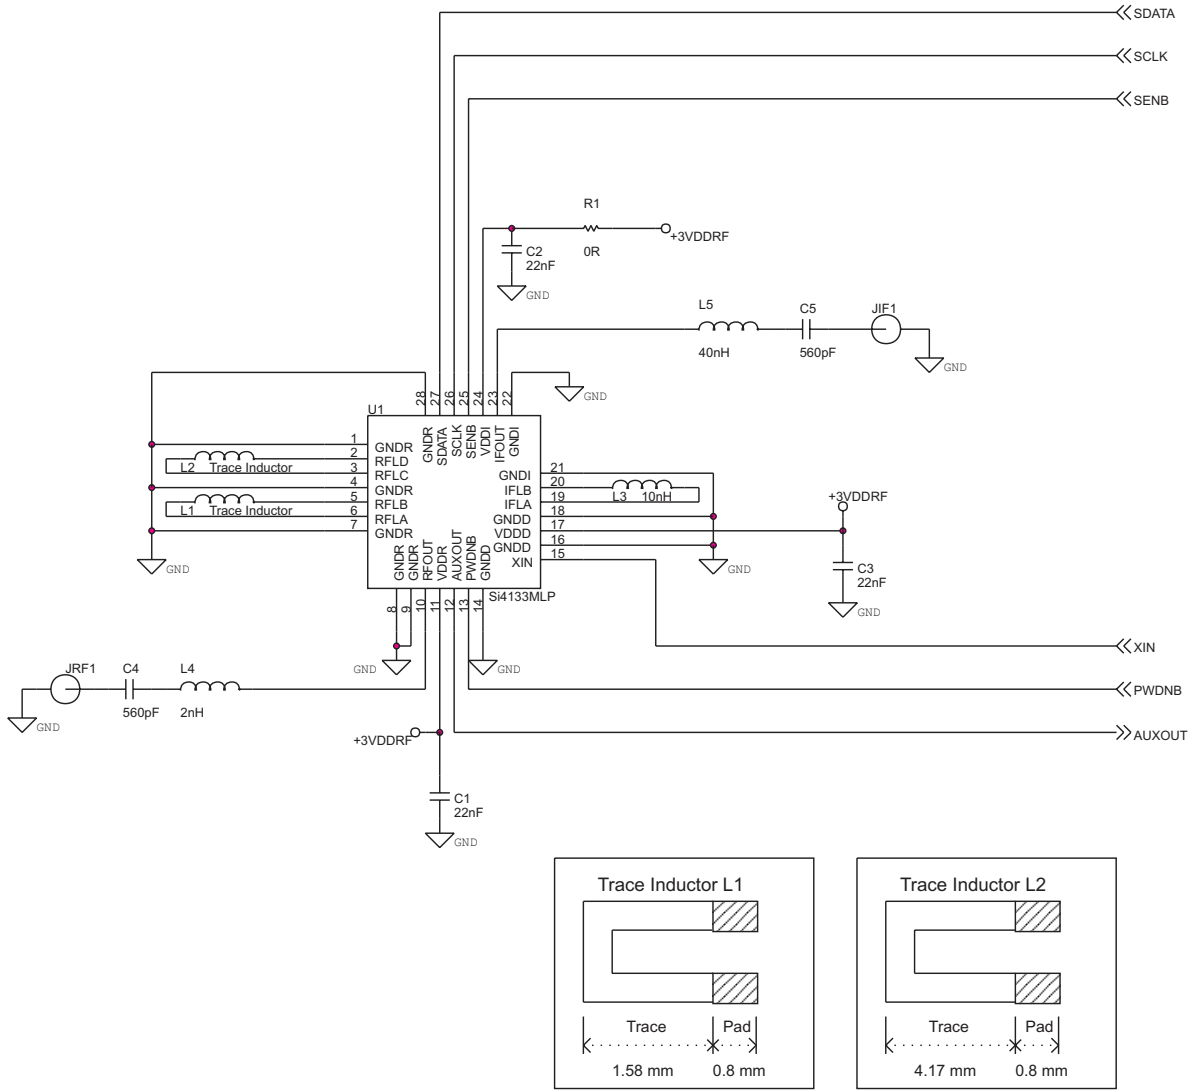 SDATA
SCLK
SENB
R1
+3VDDRF
C2
0R
22nF
GND
L5
C5
JIF1
40nH
560pF
GND
GND
28
27
26
25
24
23
22
U1
GNDR
SDATA
SCLK
SENB
VDDI
IFOUT
GNDI
1
GNDR
2
RFLD
L2 Trace Inductor
3
RFLC
4
GNDR
5
RFLB
L1 Trace Inductor
6
RFLA
7
GNDR
GND
21
GNDI
20
IFLB
L3 10nH
19
IFLA
18
GNDD
17
VDDD
16
GNDD
15
XIN
+3VDDRF
GND
C3
22nF
GND
GNDR
GNDR
RFOUT
VDDR
AUXOUT
PWDNB
GNDD
Si4133MLP
8
9
10
11
12
13
14
GND
GND
XIN
JRF1
C4
L4
560pF
2nH
GND
PWDNB
+3VDDRF
AUXOUT
C1
22nF
GND
Trace Inductor L1
Trace Pad
1.58 mm 0.8 mm
Trace Inductor L2
Trace Pad
4.17 mm 0.8 mm